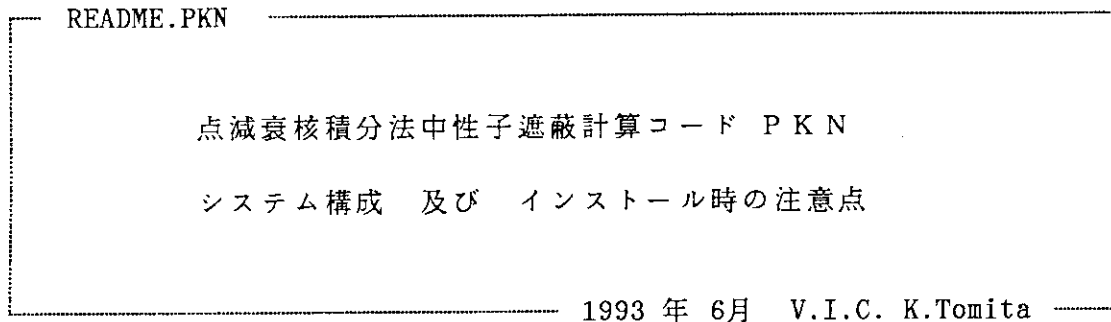 README.PKN
点減衰核積分法中性子遮蔽計算コード ＰＫＮ
システム構成　及び　インストール時の注意点
1993 年 6月　V.I.C. K.Tomita